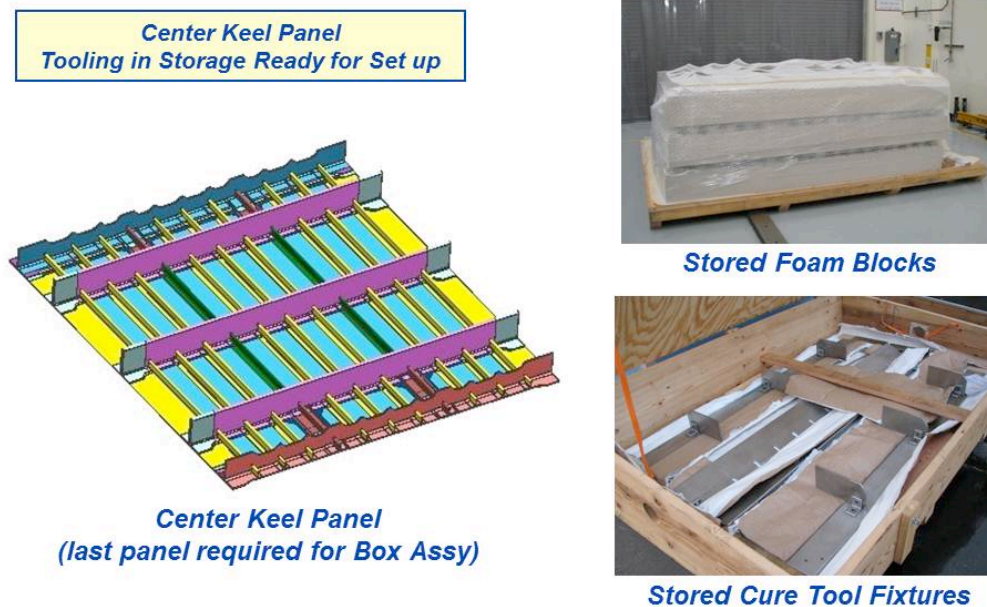 Center Keel Panel
Tooling in Storage Ready for Set up
Stored Foam Blocks
Center Keel Panel
(last panel required for Box Assy)
Stored Cure Tool Fixtures